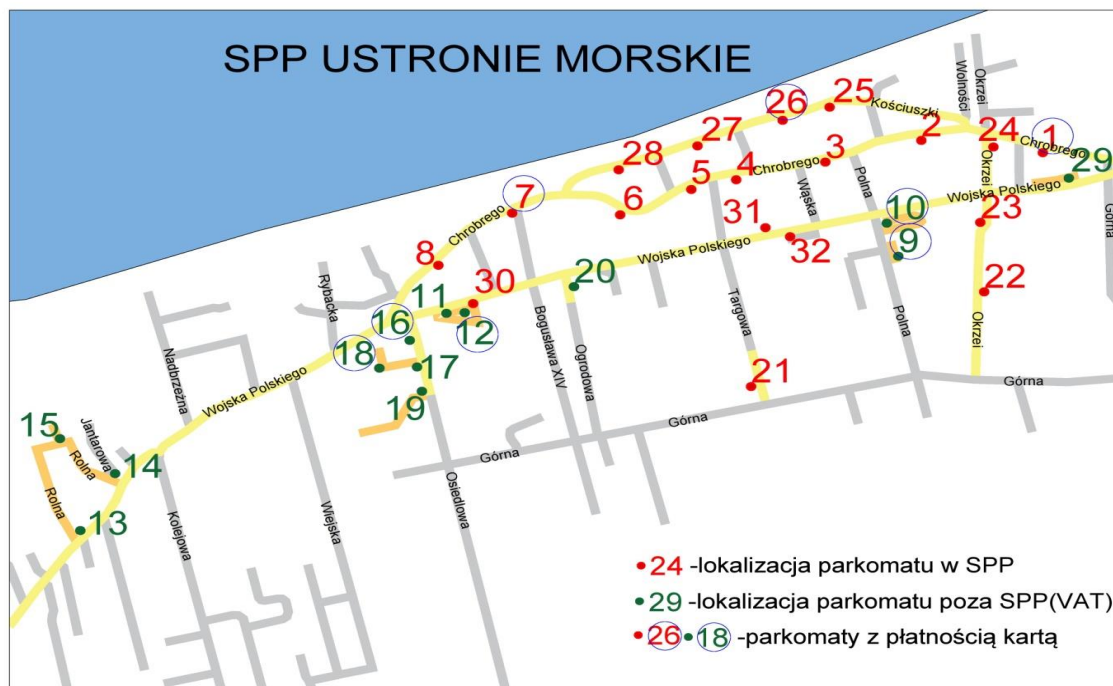 SPP USTRONIE MORSKIE
26
25
Kościuszki
Wolności
Okrzei
27
2
24
1
Chrobrego
28
5
4
Chrobrego
3
Okrzei
29
7
6
Wąska
Polna
Wojska Polskiego
Górna
Chrobrego
31
10
23
8
Wojska Polskiego
32
9
Rybacka
11
30
20
22
16
12
Bogusława XIV
Targowa
Polna
Okrzei
18
17
Ogrodowa
Nadbrzeżna
Wojska Polskiego
19
21
Górna
15
Jantarowa
Górna
Rolna
14
Górna
Rolna
13
Kolejowa
Wiejska
Osiedlowa
24 -lokalizacja parkomatu w SPP
29 -lokalizacja parkomatu poza SPP(VAT)
26 18 -parkomaty z płatnością kartą